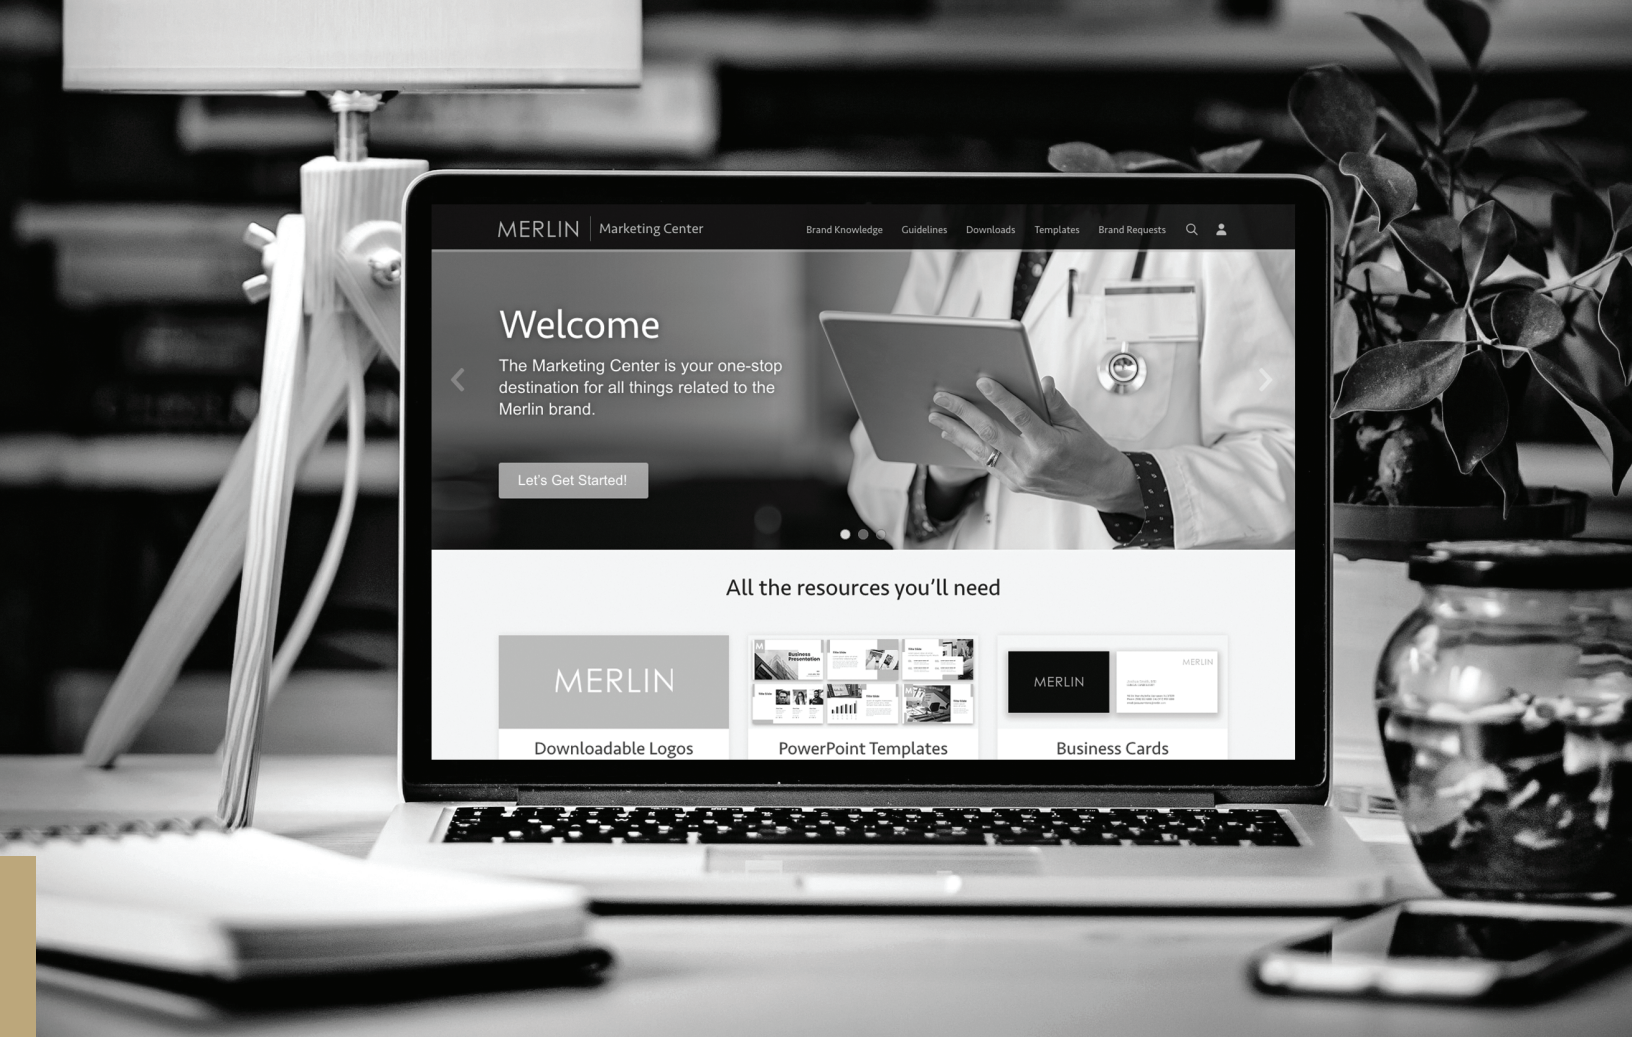 MERLIN
Marketing Center
Brand Knowledge
Guidelines
Downloads
Templates
Brand Requests
Welcome
The Marketing Center is your one-stop
destination for all things related to the
Merlin brand.
Let's Get Started!
All the resources you'll need
MERLIN
Business
Presentation
MERLIN
MERLIN
Downloadable Logos
PowerPoint Templates
Business Cards